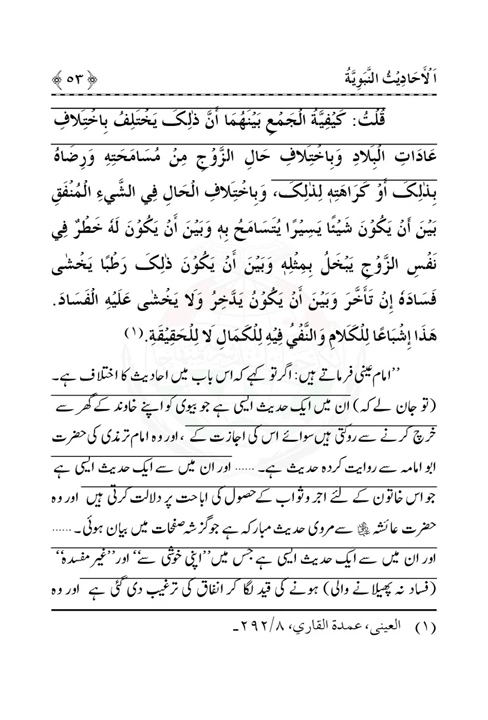 اَلْأَحَادِيْثُ النَّبَوِيَّةُ ﴿۵۳﴾
قُلْتُ: كَيْفِيَّةُ الْجَمْعِ بَيْنَهُمَا أَنَّ ذٰلِكَ يَخْتَلِفُ بِاخْتِلَافِ
عَادَاتِ الْبِلَادِ وَبِاخْتِلَافِ حَالِ الزَّوْجِ مِنْ مُسَامَحَتِهِ وَرِضَاهُ
بِذٰلِكَ أَوْ كَرَاهَتِهٖ لِذٰلِكَ، وَبِاخْتِلَافِ الْحَالِ فِي الشَّيْءِ الْمُنْفَقِ
بَيْنَ أَنْ يَكُوْنَ شَيْئًا يَسِيْرًا يُتَسَامَحُ بِهٖ وَبَيْنَ أَنْ يَكُوْنَ لَهٗ خَطَرٌ فِي
نَفْسِ الزَّوْجِ يَبْخَلُ بِمِثْلِهٖ وَبَيْنَ أَنْ يَكُوْنَ ذٰلِكَ رَطْبًا يَخْشٰى
فَسَادَهٗ إِنْ تَأَخَّرَ وَبَيْنَ أَنْ يَكُوْنُ يَدَّخِرُ وَلَا يَخْشٰى عَلَيْهِ الْفَسَادَ.
هَذَا إِشْبَاعًا لِلْكَلَامِ وَالنَّفْيُ فِيْهِ لِلْكَمَالِ لَا لِلْحَقِيْقَةِ. (۱)
’’امام عینی فرماتے ہیں: اگر تو کہے کہ اس باب میں احادیث کا اختلاف ہے۔
(تو جان لے کہ) ان میں ایک حدیث ایسی ہے جو بیوی کو اپنے خاوند کے گھر سے
خرچ کرنے سے روکتی ہیں سوائے اس کی اجازت کے، اور وہ امام ترمذی کی حضرت
ابو امامہ سے روایت کردہ حدیث ہے۔ ...... اور ان میں سے ایک حدیث ایسی ہے
جو اس خاتون کے لئے اجر و ثواب کے حصول کی اباحت پر دلالت کرتی ہیں اور وہ
حضرت عائشہ ؓ سے مروی حدیث مبارکہ ہے جو گزشتہ صفحات میں بیان ہوئی۔ ......
اور ان میں سے ایک حدیث ایسی ہے جس میں ’’اپنی خوشی سے‘‘ اور ’’غیر مفسدہ‘‘
(فساد نہ پھیلانے والی) ہونے کی قید لگا کر انفاق کی ترغیب دی گئی ہے اور وہ
(۱) العینی، عمدة القاري، ۸/۲۹۲۔